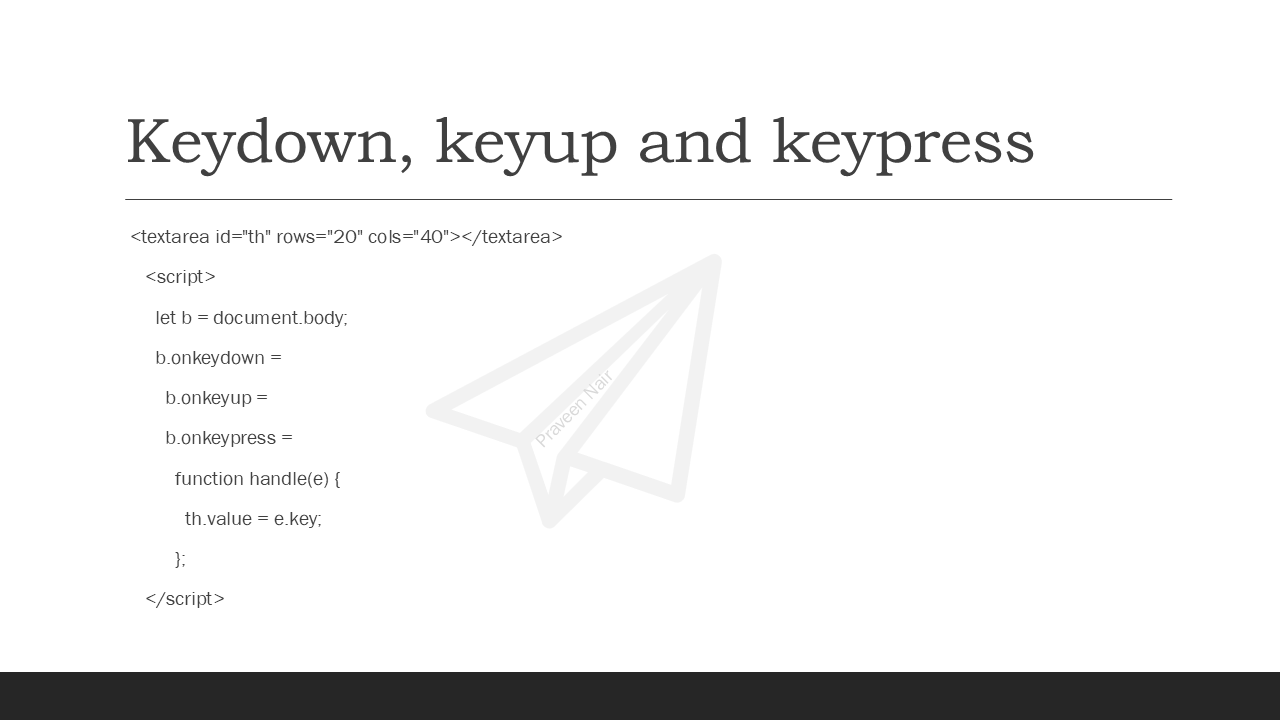 Keydown, keyup and keypress
<textarea id="th" rows="20" cols="40"></textarea>
<script>
let b = document.body;
b.onkeydown =
b.onkeyup =
b.onkeypress =
function handle(e) {
th.value = e.key;
};
</script>
Praveen Nair